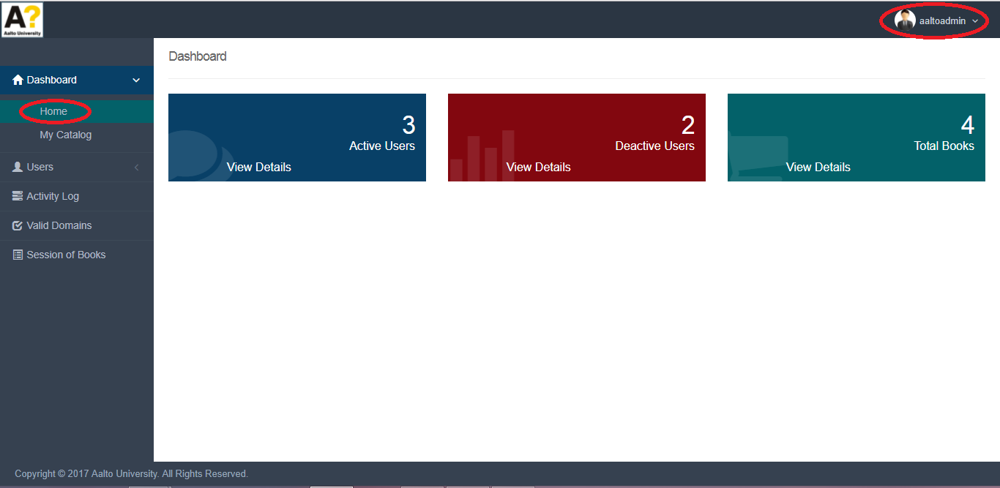 A?
Aalto University
aaltoadmin
Dashboard
Home
My Catalog
Users
Activity Log
Valid Domains
Session of Books
Dashboard
3
Active Users
View Details
2
Deactive Users
View Details
4
Total Books
View Details
Copyright © 2017 Aalto University. All Rights Reserved.